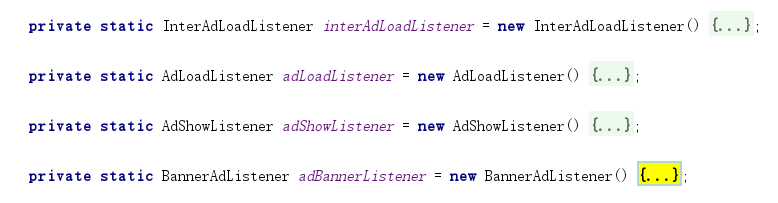 private static InterAdLoadListener interAdLoadListener = new InterAdLoadListener() {...};
private static AdLoadListener adLoadListener = new AdLoadListener() {...};
private static AdShowListener adShowListener = new AdShowListener() {...};
private static BannerAdListener adBannerListener = new BannerAdListener() {...};